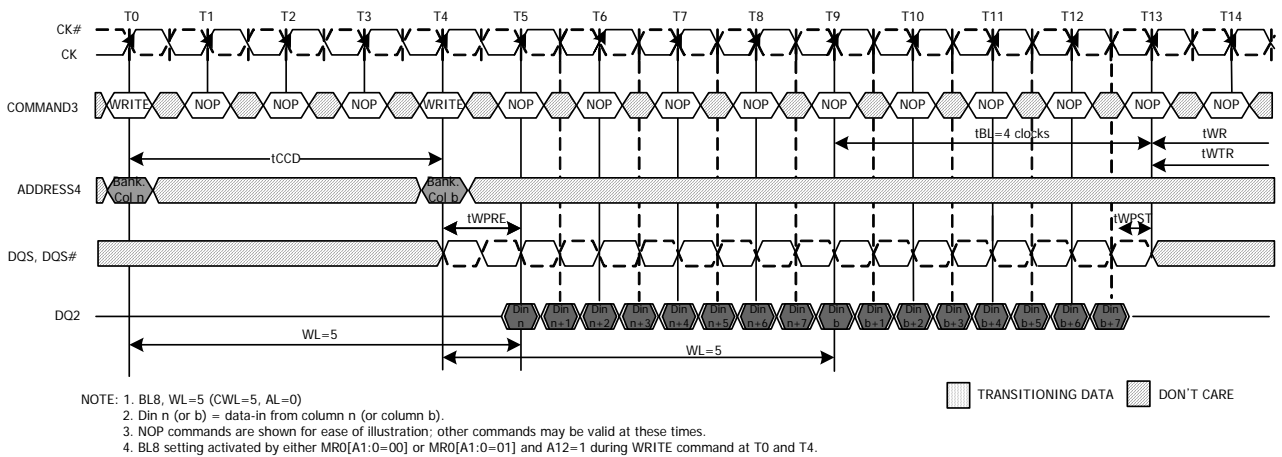 T0 T1 T2 T3 T4 T5 T6 T7 T8 T9 T10 T11 T12 T13 T14
CK#
CK
COMMAND3 WRITE NOP NOP NOP WRITE NOP NOP NOP NOP NOP NOP NOP NOP NOP NOP
tBL=4 clocks tWR
tCCD tWTR
ADDRESS4 Bank. Bank.
Col n Col b
tWPRE tWPST
DQS, DQS#
DQ2 Din Din Din Din Din Din Din Din Din Din Din Din Din Din Din Din
n n+1 n+2 n+3 n+4 n+5 n+6 n+7 b b+1 b+2 b+3 b+4 b+5 b+6 b+7
WL=5
WL=5
NOTE: 1. BL8, WL=5 (CWL=5, AL=0)
2. Din n (or b) = data-in from column n (or column b).
3. NOP commands are shown for ease of illustration; other commands may be valid at these times.
4. BL8 setting activated by either MR0[A1:0=00] or MR0[A1:0=01] and A12=1 during WRITE command at T0 and T4.
TRANSITIONING DATA DON'T CARE